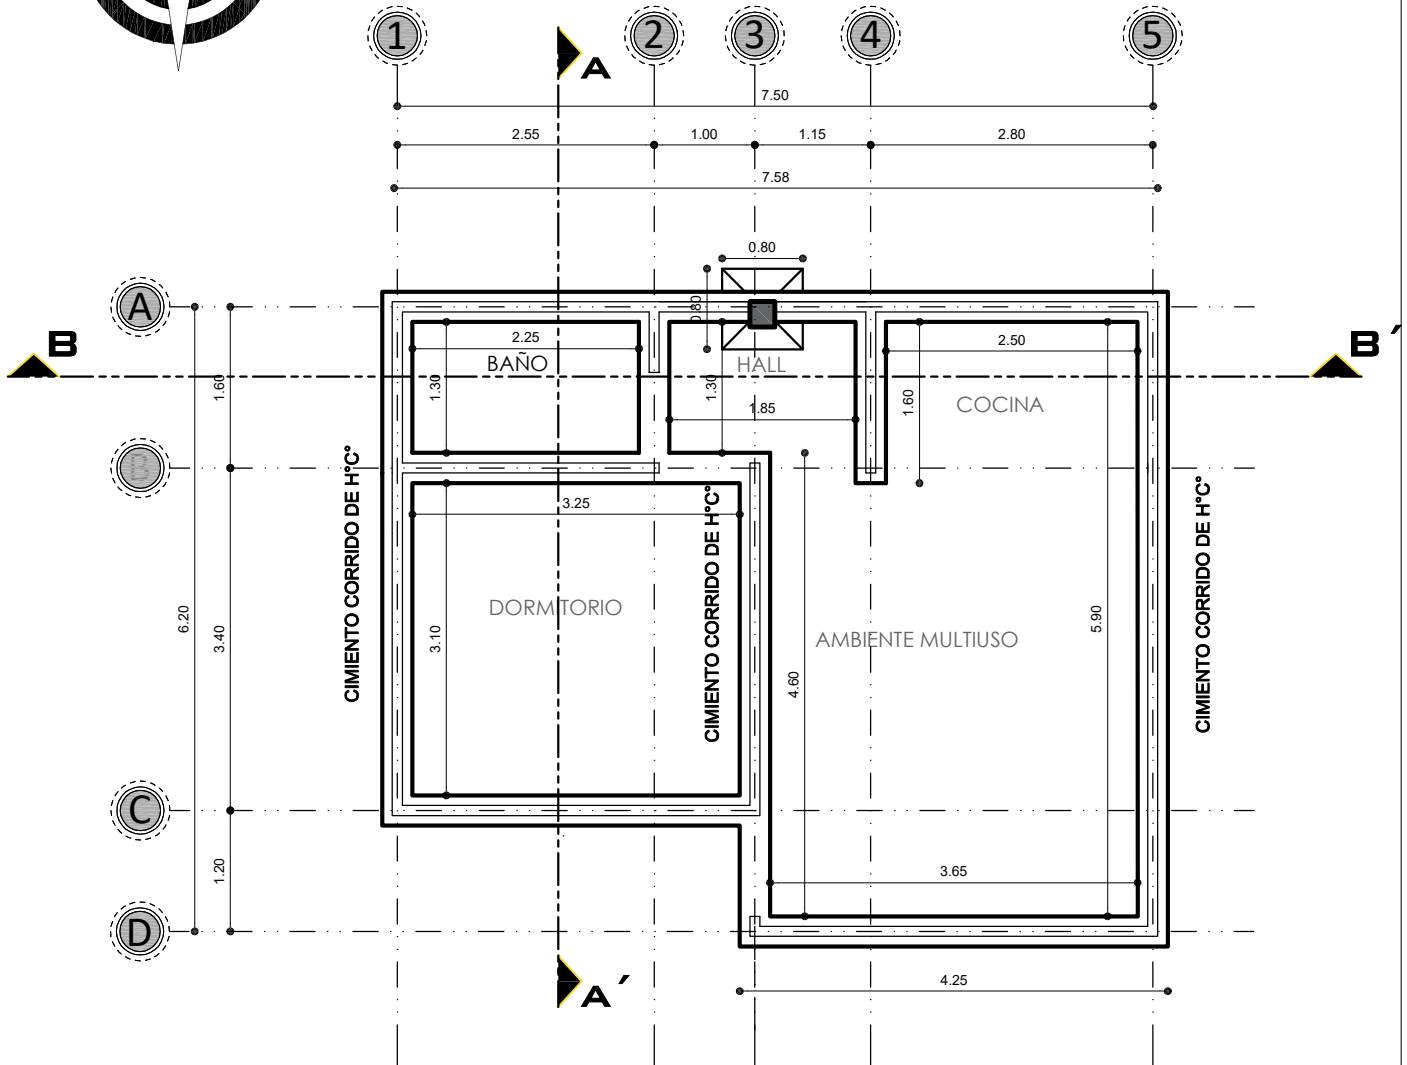 1 2 3 4 5
A
7.50
2.55 1.00 1.15 2.80
7.58
0.80
A
0.80
B B´
2.25 2.50
BAÑO HALL
1.60 1.30 1.30 1.60
1.85 COCINA
B
3.25
CIMIENTO CORRIDO DE H°C°
CIMIENTO CORRIDO DE H°C°
CIMIENTO CORRIDO DE H°C°
DORMITORIO
6.20 3.40 3.10 5.90
AMBIENTE MULTIUSO
4.60
C
1.20
3.65
D
4.25
A´